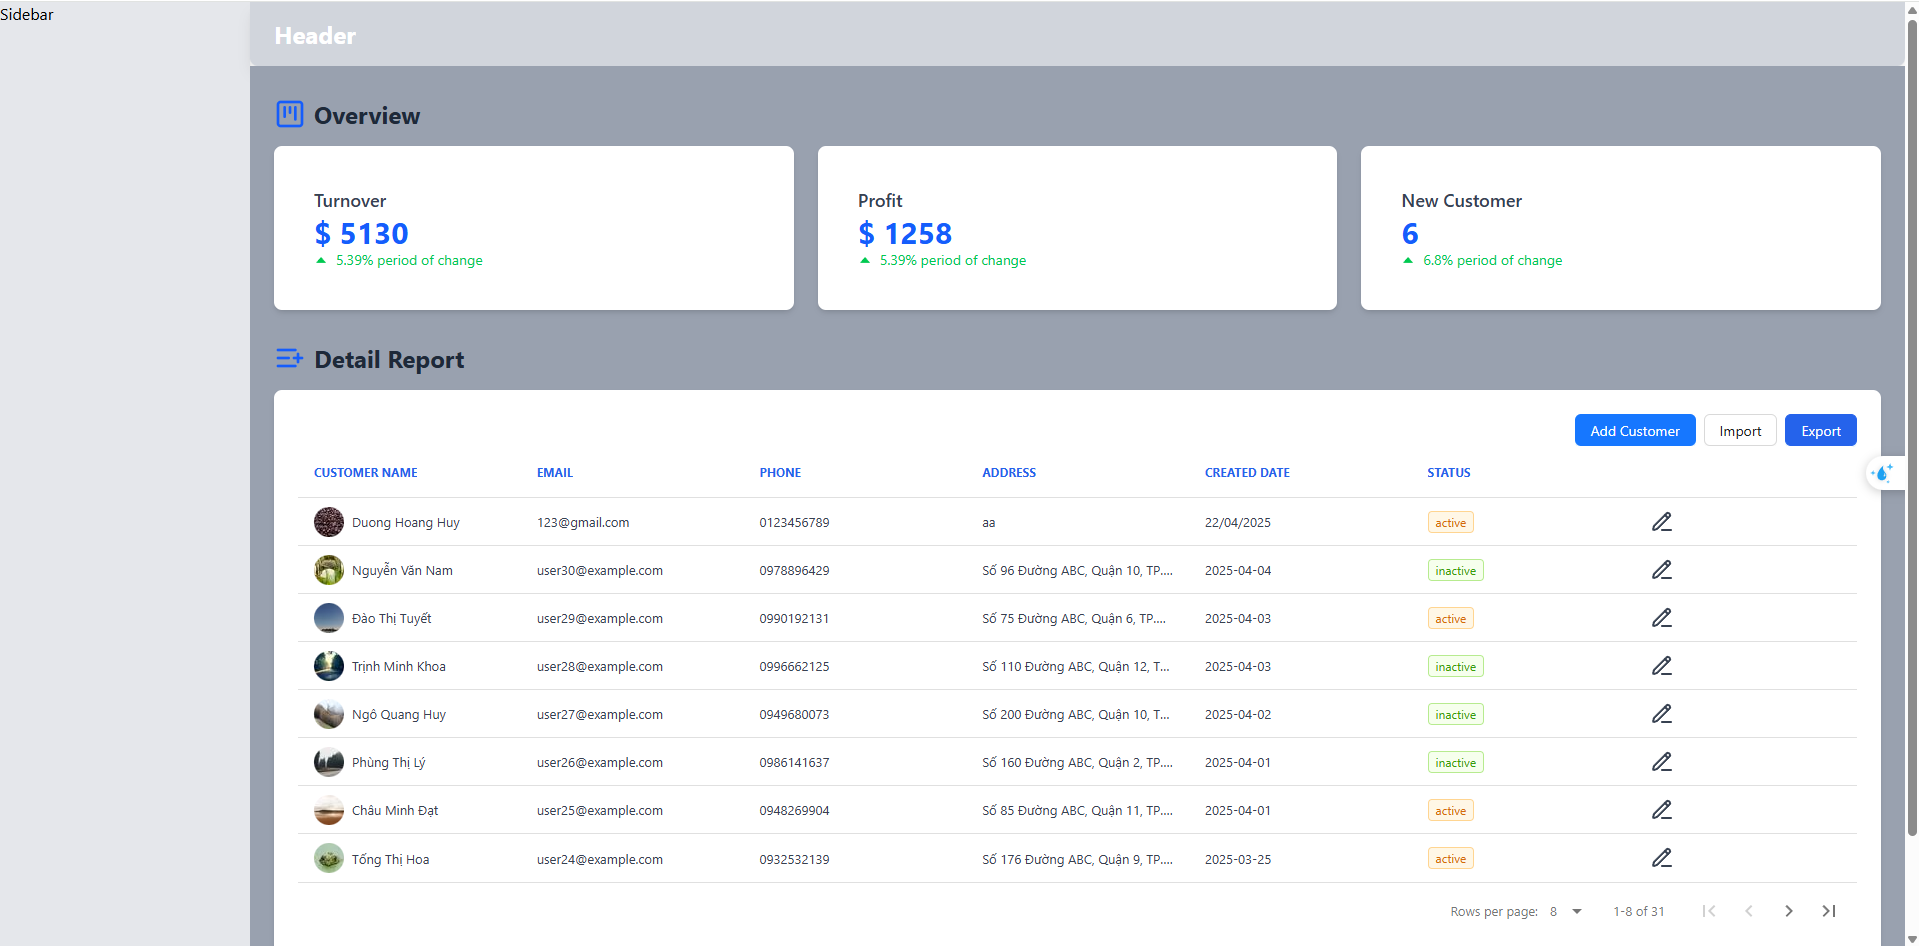 Sidebar
Header
Overview
Turnover
$ 5130
5.39% period of change
Profit
$ 1258
5.39% period of change
New Customer
6
6.8% period of change
Detail Report
Add Customer Import Export
CUSTOMER NAME EMAIL PHONE ADDRESS CREATED DATE STATUS
Duong Hoang Huy 123@gmail.com 0123456789 aa 22/04/2025 active
Nguyễn Văn Nam user30@example.com 0978896429 Số 96 Đường ABC, Quận 10, TP.... 2025-04-04 inactive
Đào Thị Tuyết user29@example.com 0990192131 Số 75 Đường ABC, Quận 6, TP.... 2025-04-03 active
Trịnh Minh Khoa user28@example.com 0996662125 Số 110 Đường ABC, Quận 12, T... 2025-04-03 inactive
Ngô Quang Huy user27@example.com 0949680073 Số 200 Đường ABC, Quận 10, T... 2025-04-02 inactive
Phùng Thị Lý user26@example.com 0986141637 Số 160 Đường ABC, Quận 2, TP.... 2025-04-01 inactive
Châu Minh Đạt user25@example.com 0948269904 Số 85 Đường ABC, Quận 11, TP.... 2025-04-01 active
Tống Thị Hoa user24@example.com 0932532139 Số 176 Đường ABC, Quận 9, TP.... 2025-03-25 active
Rows per page: 8 1-8 of 31